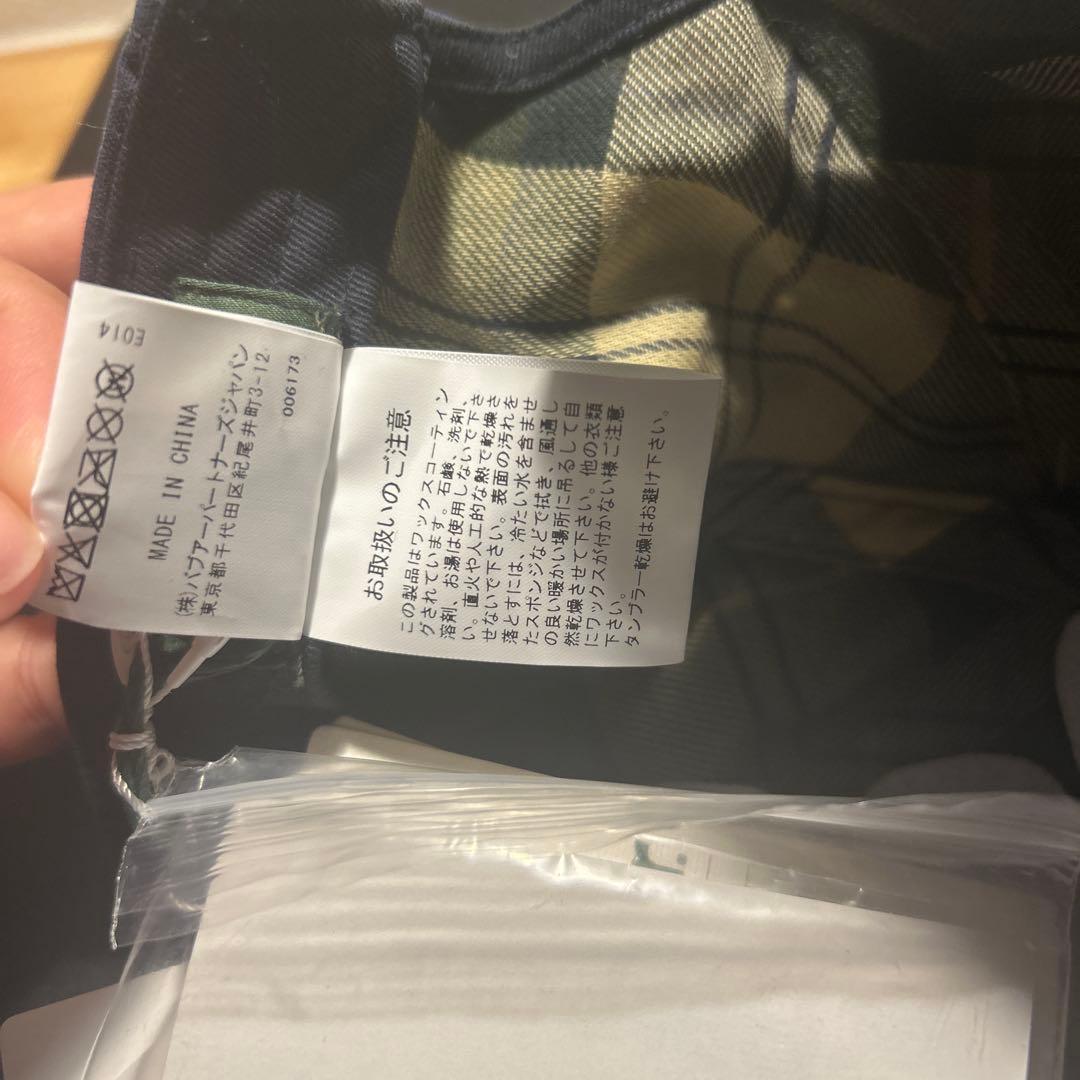 E014
MADE IN CHINA
(株)バブアーパートナーズジャパン
東京都千代田区紀尾井町3-12
006173
お取扱いのご注意
この製品はワックスコーティン
グされています。石鹸、洗剤、
溶剤、お湯は使用しないで下さ
い。直火や人工的な熱で乾燥さ
せないで下さい。表面の汚れを
落とすには、冷たい水を含ませ
たスポンジなどで拭き、風通し
の良い暖かい場所に吊るして自
然乾燥させて下さい。他の衣類
にワックスが付かない様ご注意
下さい。
タンブラー乾燥はお避け下さい。